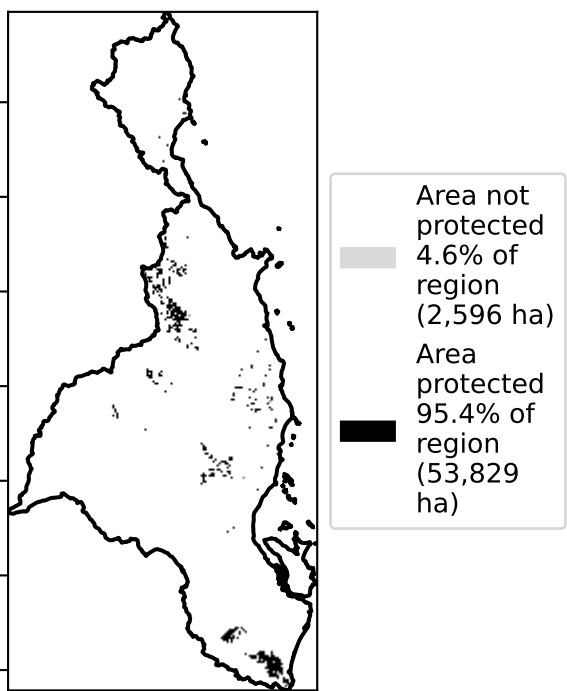 Area not
protected
4.6% of
region
(2,596 ha)
Area
protected
95.4% of
region
(53,829
ha)